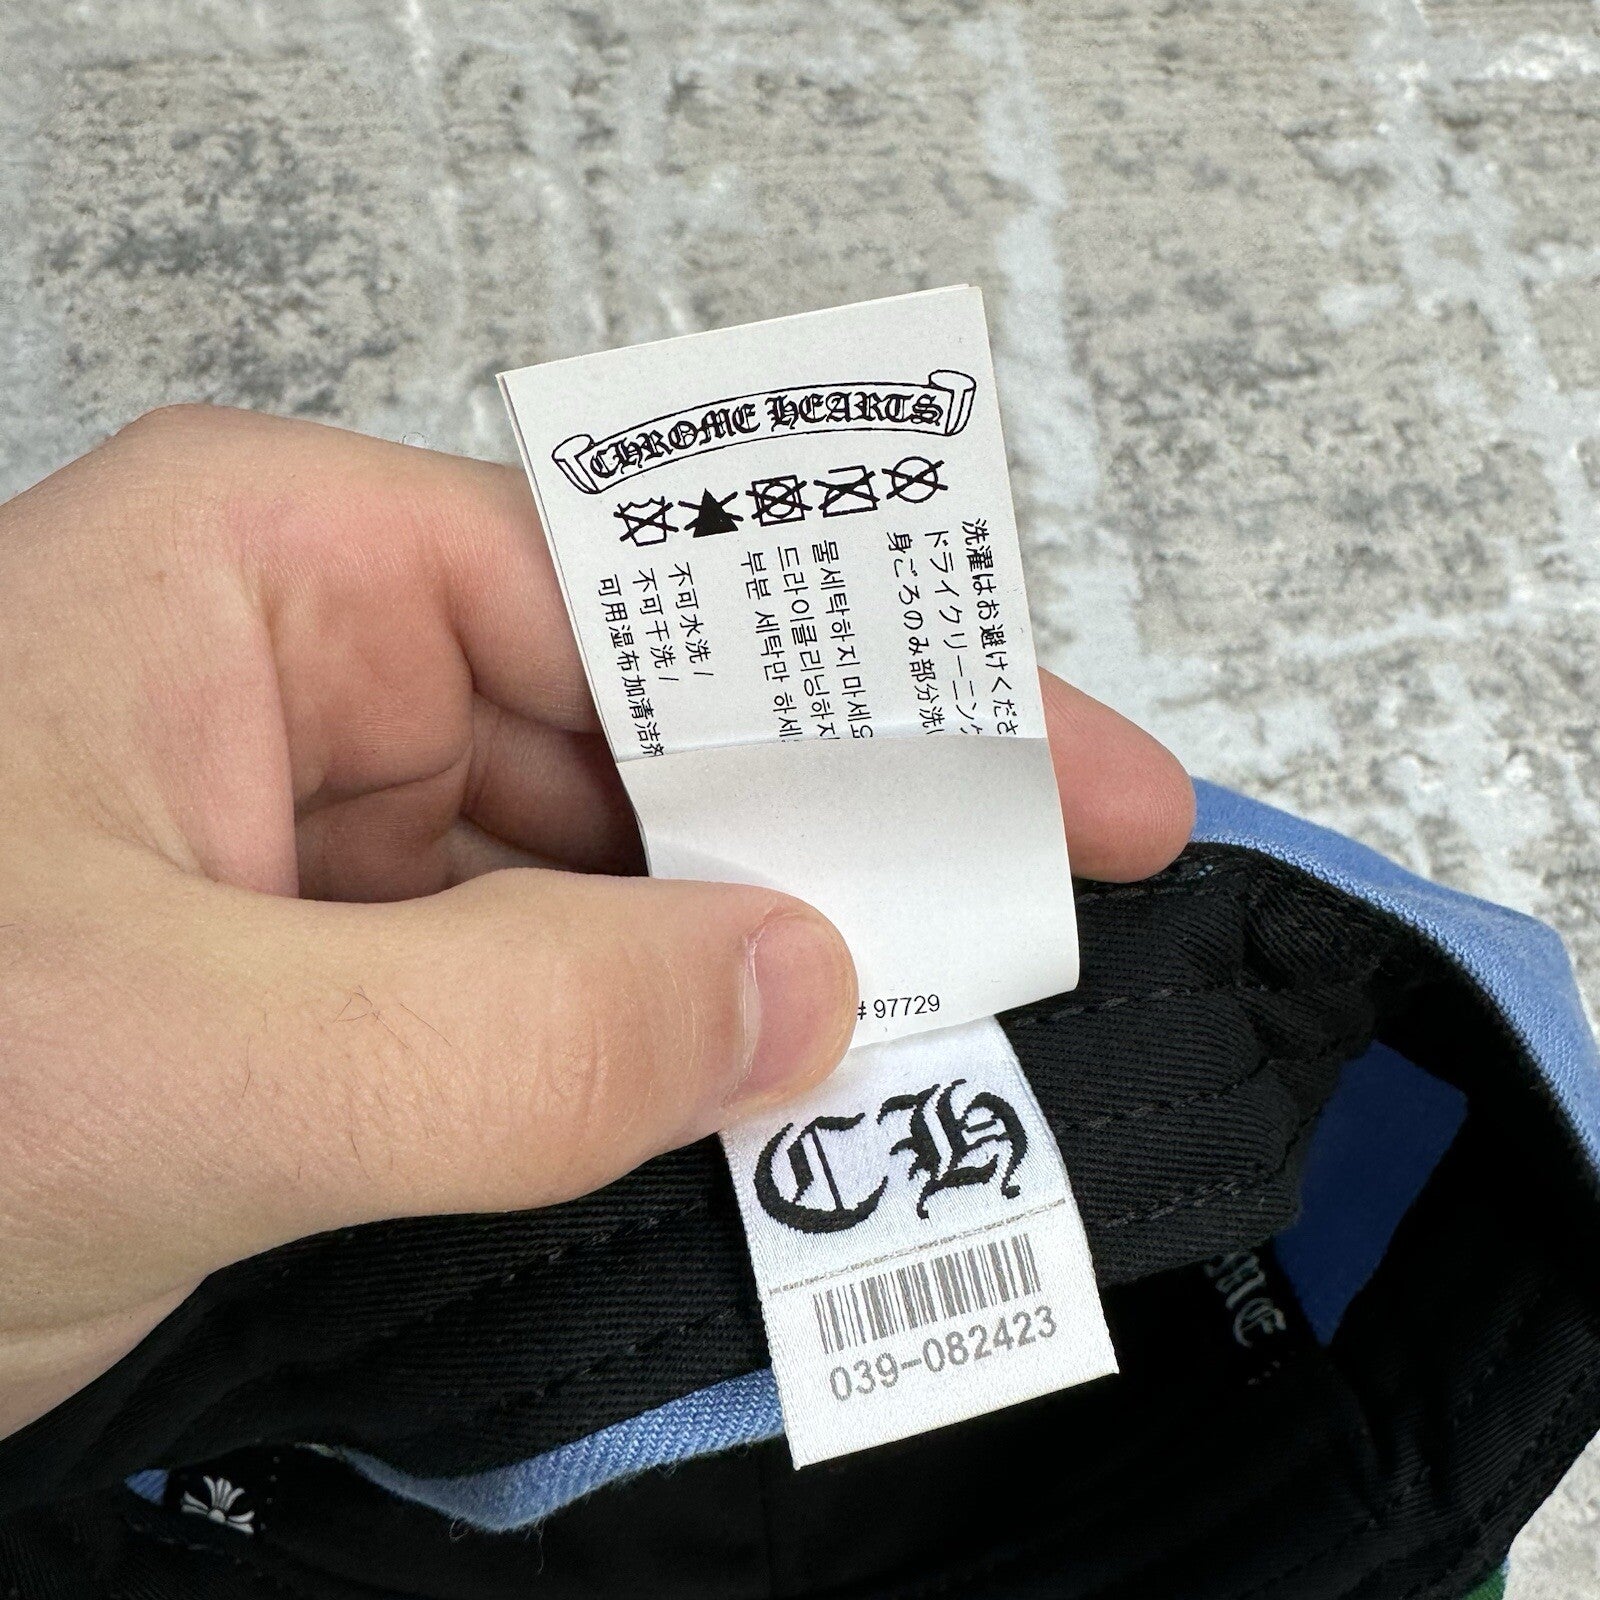 CHROME HEARTS
洗濯はお避けくださ
ドライクリーニング
身ごろのみ部分洗い
물세탁하지 마세요
드라이클리닝하지
부분 세탁만 하세
不可水洗 /
不可干洗 /
可用湿布加清洁剂
# 97729
CH
039-082423